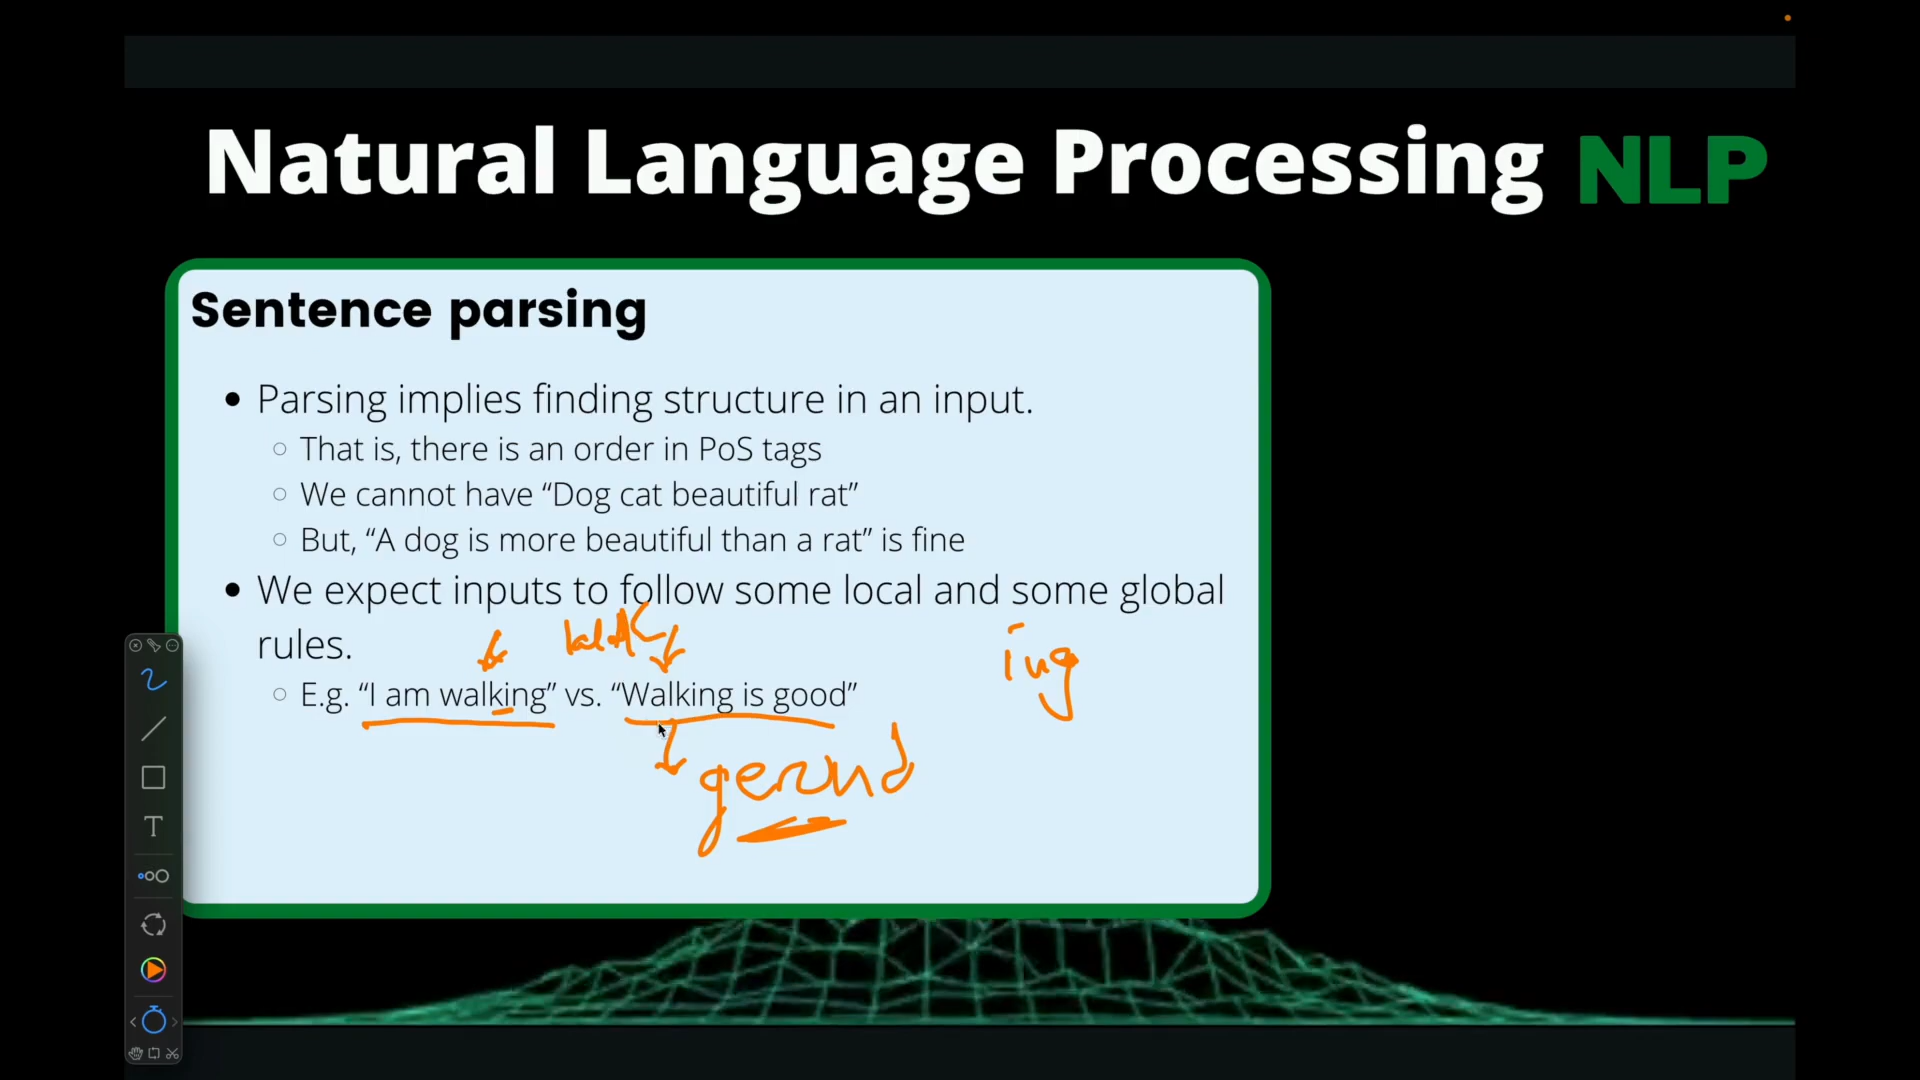 Natural Language Processing NLP
Sentence parsing
• Parsing implies finding structure in an input.
○ That is, there is an order in PoS tags
○ We cannot have “Dog cat beautiful rat”
○ But, “A dog is more beautiful than a rat” is fine
• We expect inputs to follow some local and some global
rules.
ing
○ E.g. “I am walking” vs. “Walking is good”
gerund
T